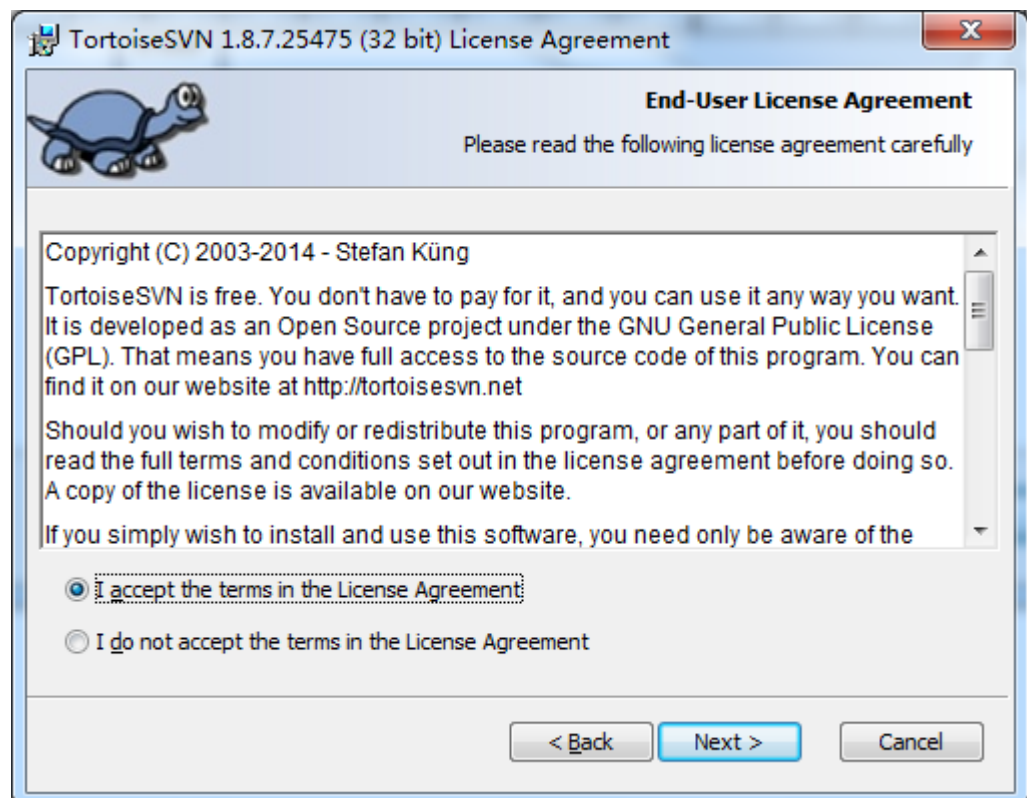 TortoiseSVN 1.8.7.25475 (32 bit) License Agreement
End-User License Agreement
Please read the following license agreement carefully
Copyright (C) 2003-2014 - Stefan Küng
TortoiseSVN is free. You don't have to pay for it, and you can use it any way you want.
It is developed as an Open Source project under the GNU General Public License
(GPL). That means you have full access to the source code of this program. You can
find it on our website at http://tortoisesvn.net
Should you wish to modify or redistribute this program, or any part of it, you should
read the full terms and conditions set out in the license agreement before doing so.
A copy of the license is available on our website.
If you simply wish to install and use this software, you need only be aware of the
I accept the terms in the License Agreement
I do not accept the terms in the License Agreement
< Back Next > Cancel